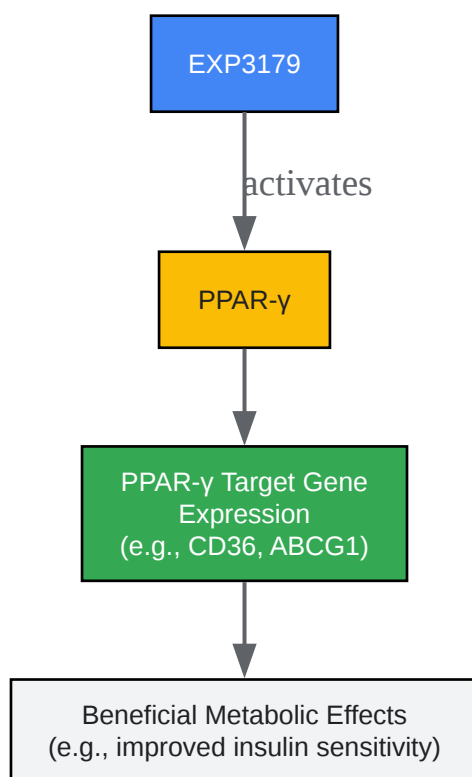 EXP3179
activates
PPAR-γ
PPAR-γ Target Gene
Expression
(e.g., CD36, ABCG1)
Beneficial Metabolic Effects
(e.g., improved insulin sensitivity)